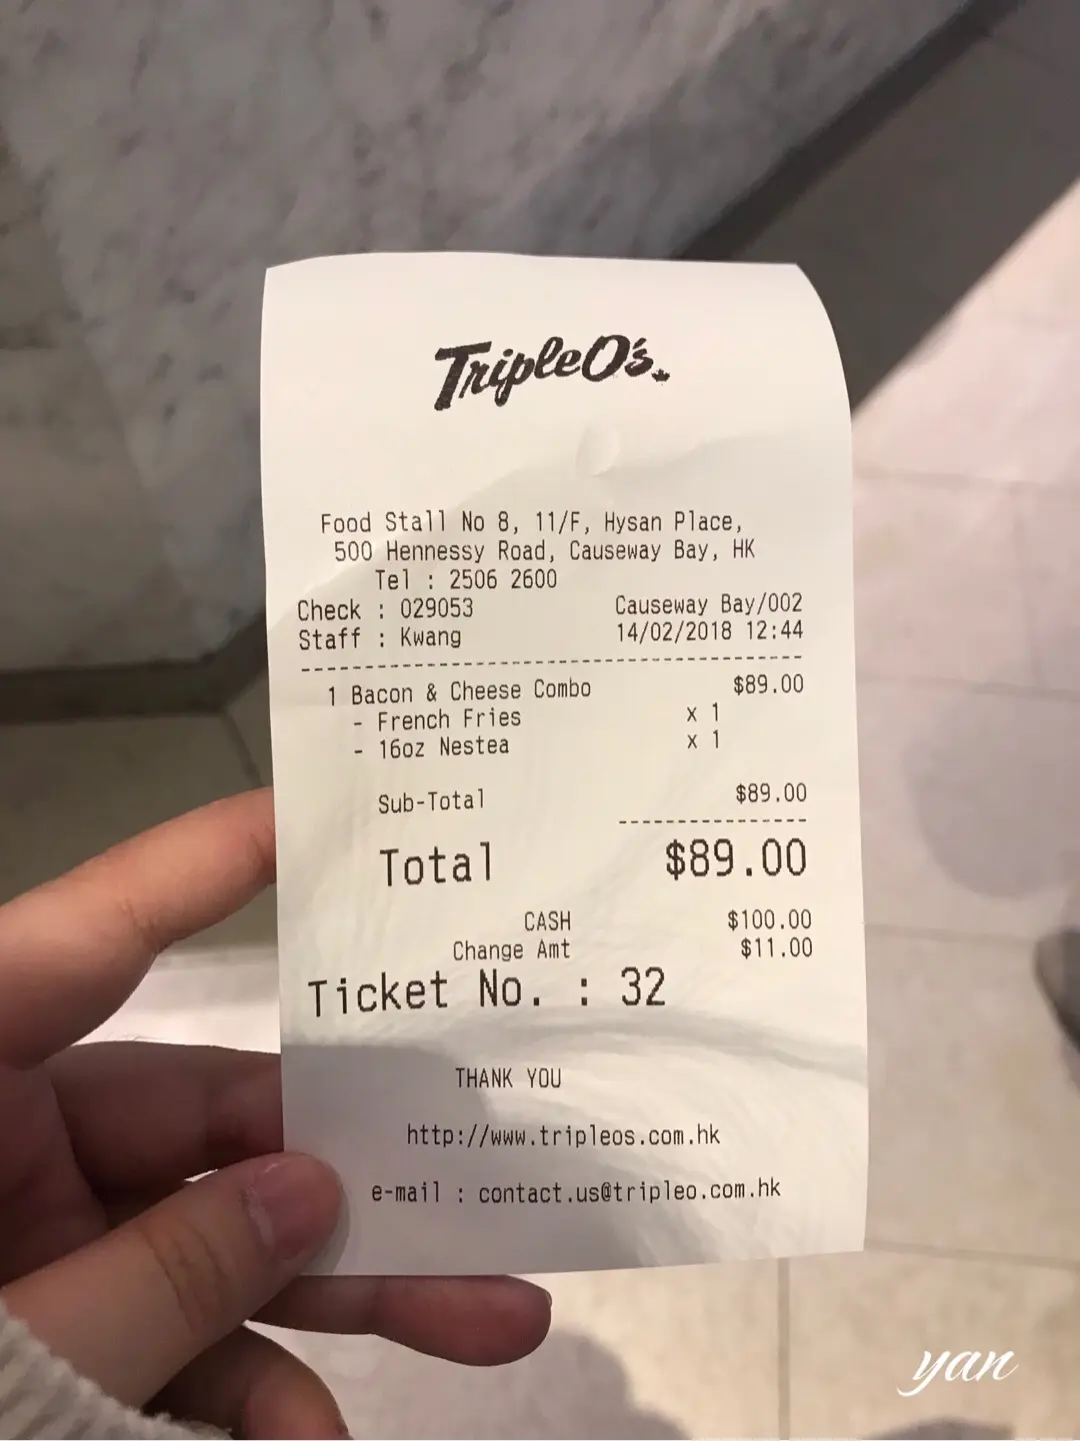 Triple O's
Food Stall No 8, 11/F, Hysan Place,
500 Hennessy Road, Causeway Bay, HK
Tel : 2506 2600
Check : 029053 Causeway Bay/002
Staff : Kwang 14/02/2018 12:44
1 Bacon & Cheese Combo $89.00
- French Fries x 1
- 16oz Nestea x 1
Sub-Total $89.00
Total $89.00
CASH $100.00
Change Amt $11.00
Ticket No. : 32
THANK YOU
http://www.tripleos.com.hk
e-mail : contact.us@tripleo.com.hk
yan